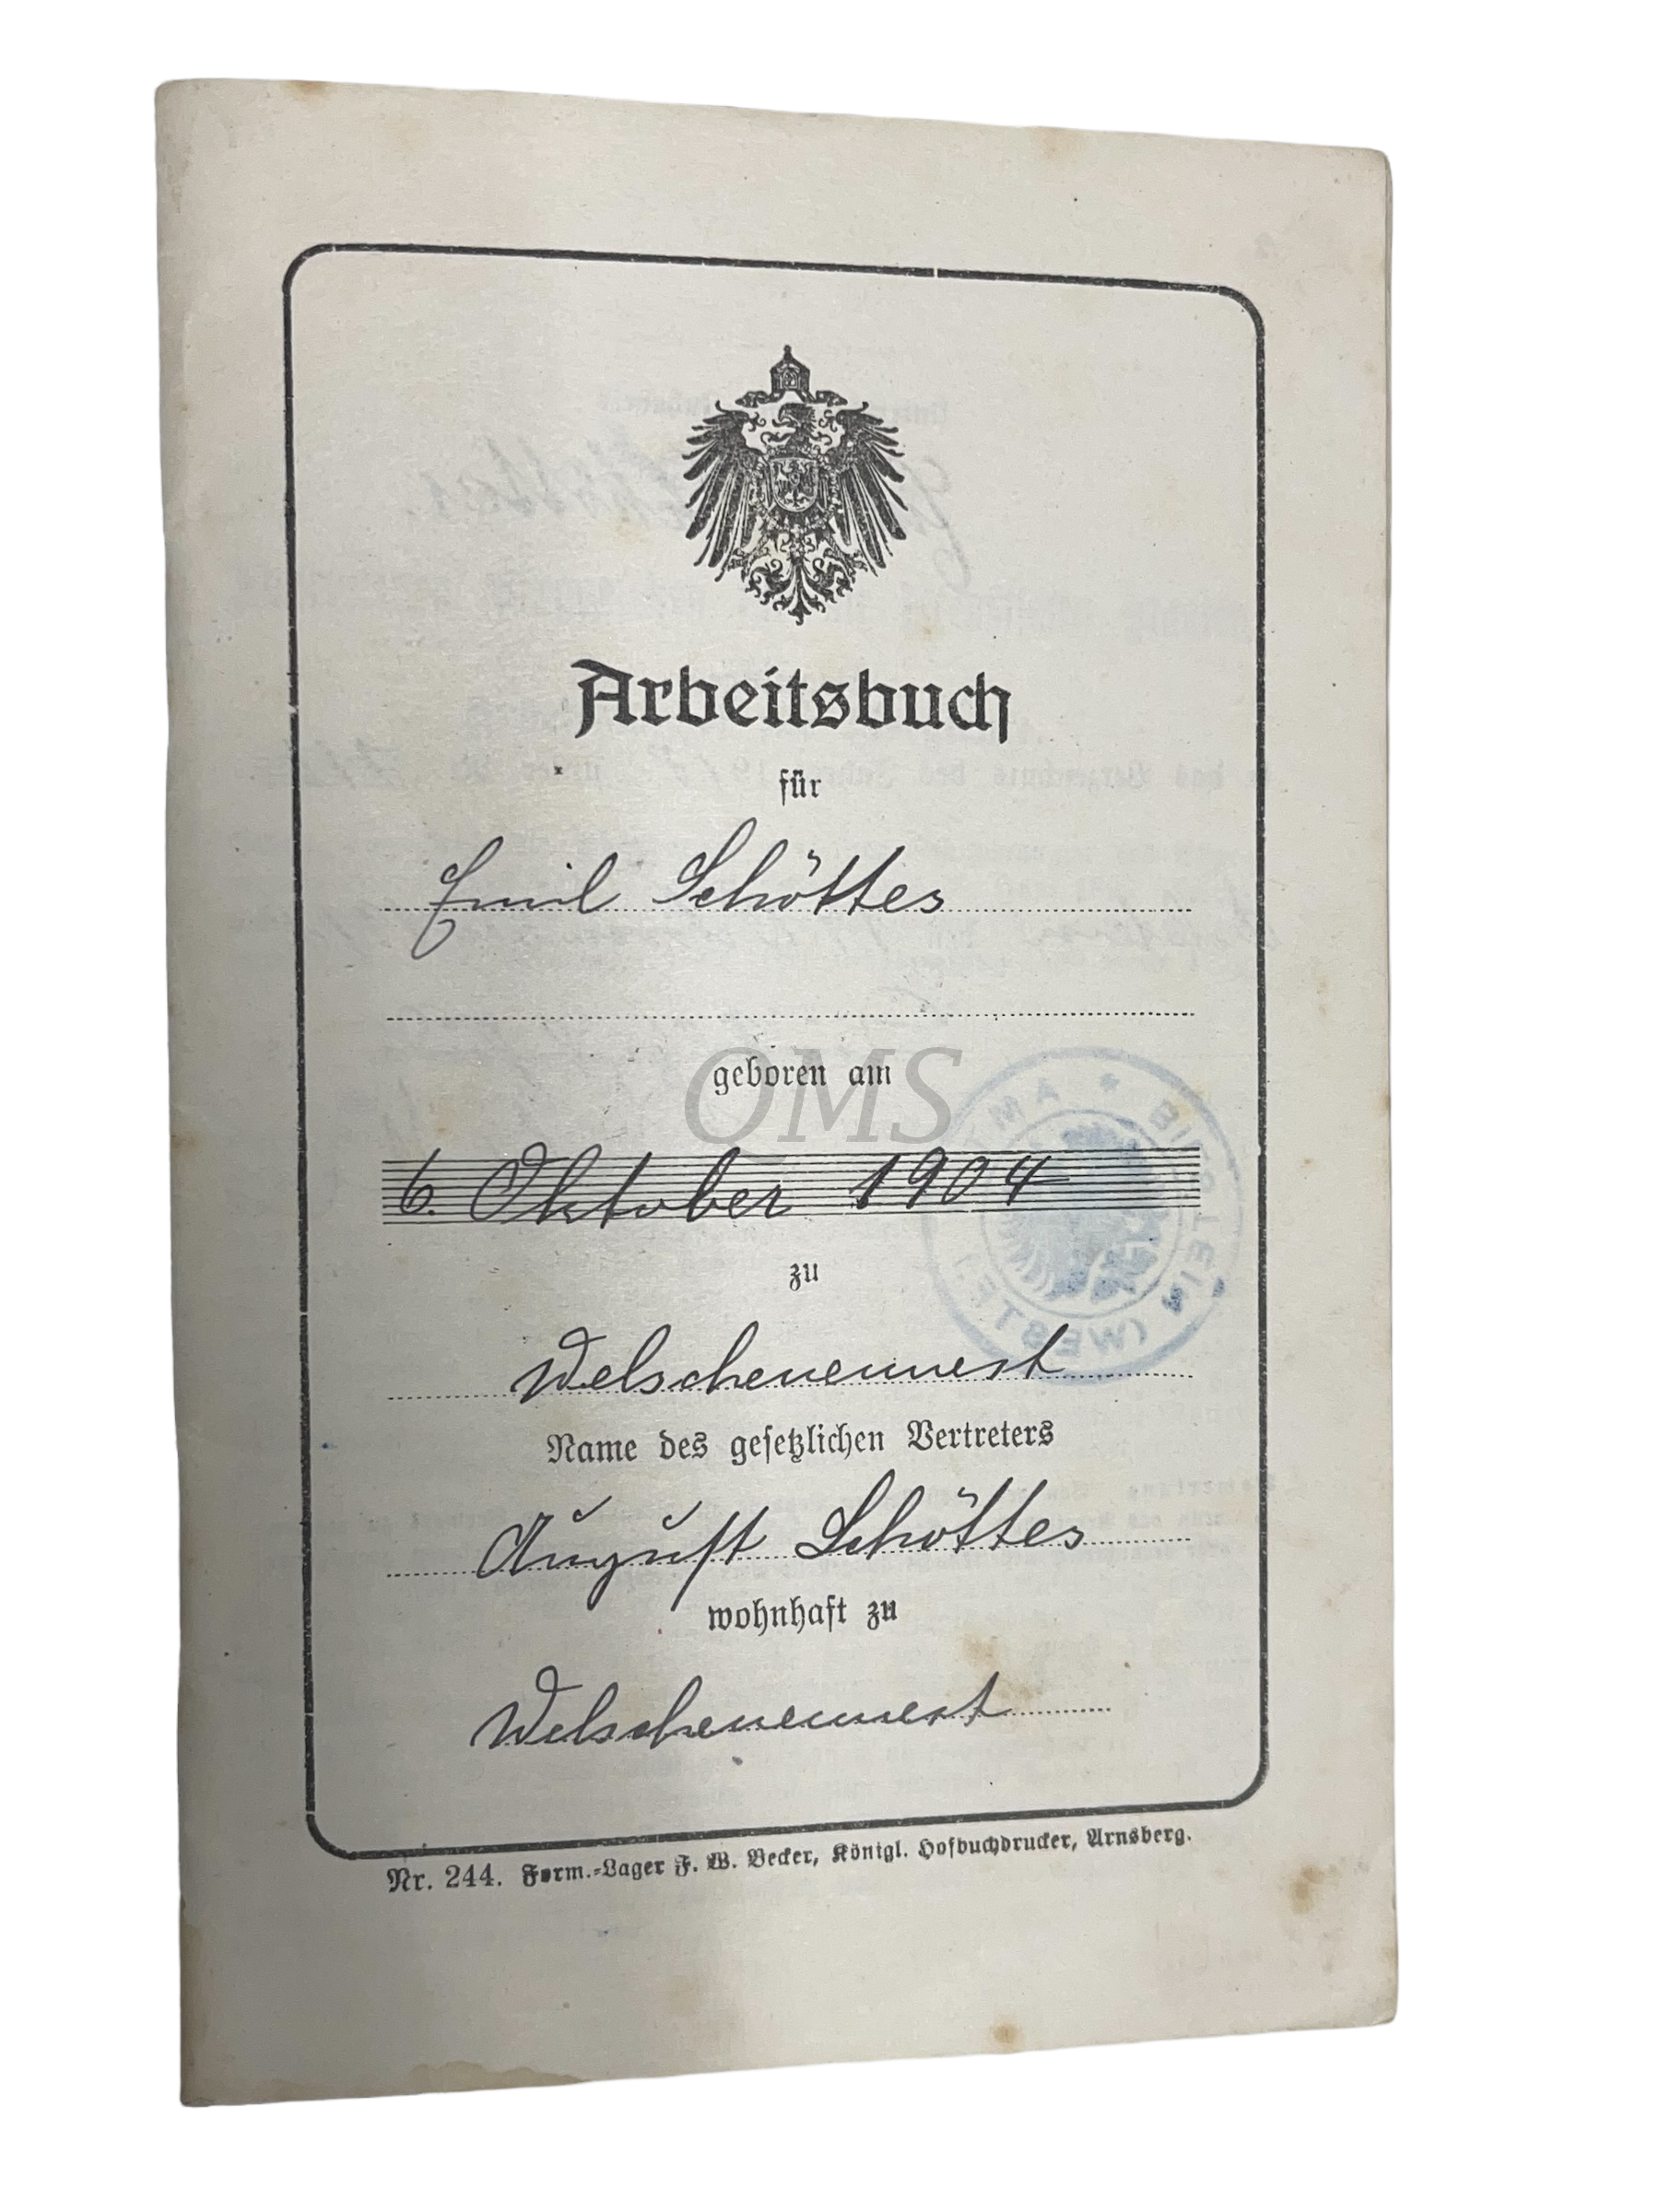 Arbeitsbuch
für
Emil Schöttes
geboren am
OMS
6. Oktober 1904
zu
Welschenennest
Name des gesetzlichen Vertreters
August Schöttes
wohnhaft zu
Welschenennest
Nr. 244. Form.-Lager F. W. Becker, Königl. Hofbuchdrucker, Arnsberg.